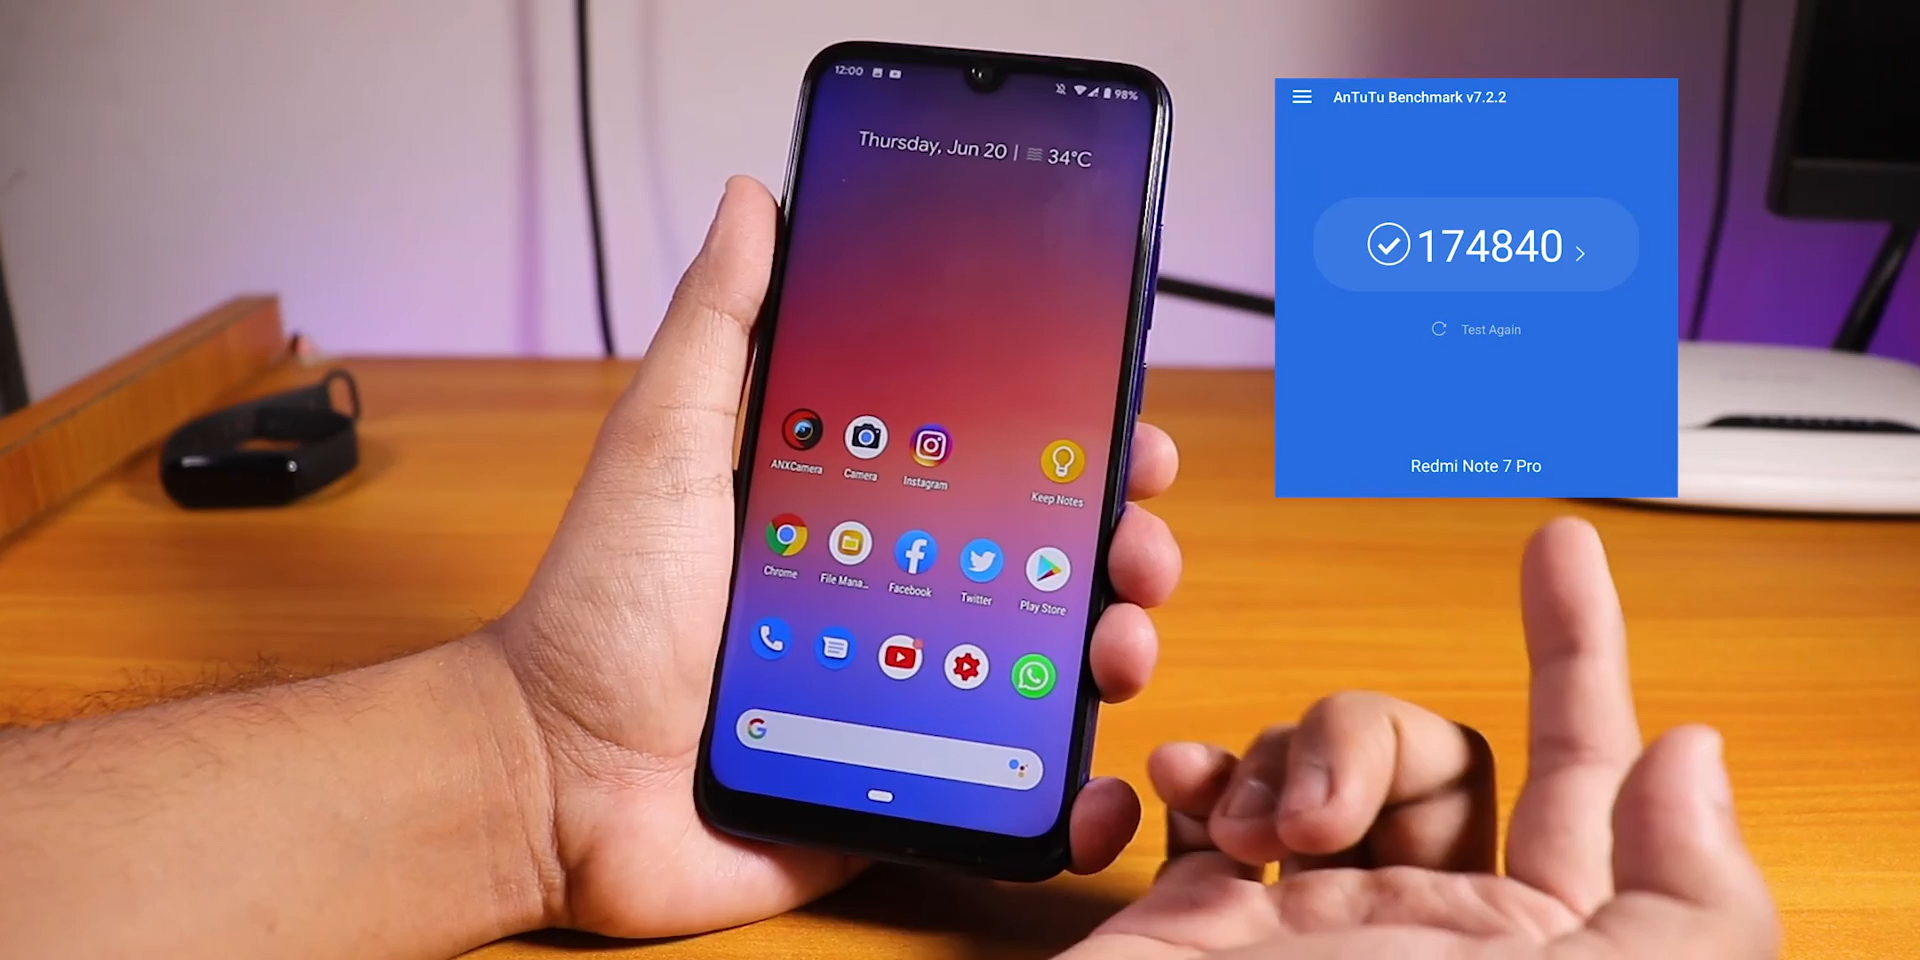 12:00
98%
Thursday, Jun 20 | 34°C
ANXCamera
Camera
Instagram
Keep Notes
Chrome
File Mana...
Facebook
Twitter
Play Store
AnTuTu Benchmark v7.2.2
174840
Test Again
Redmi Note 7 Pro